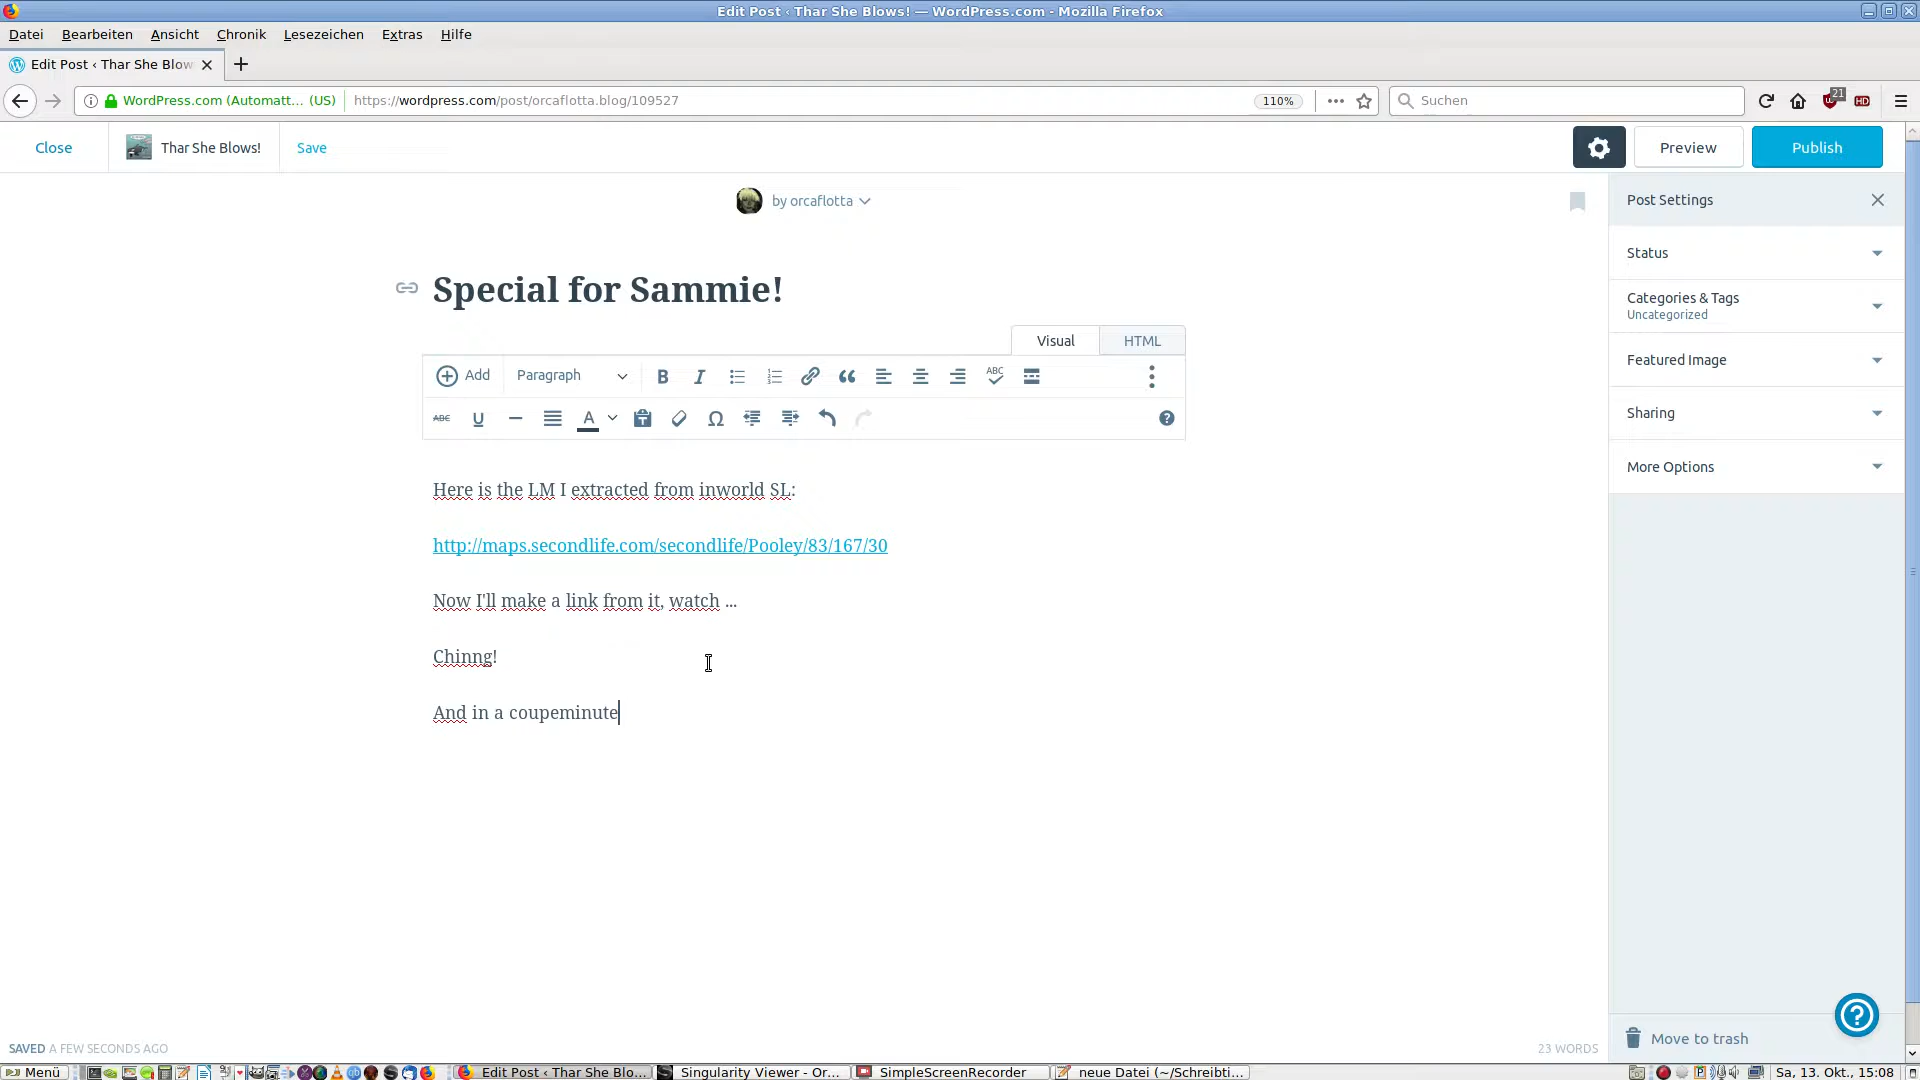 Edit Post ‹ Thar She Blows! — WordPress.com - Mozilla Firefox
Datei Bearbeiten Ansicht Chronik Lesezeichen Extras Hilfe
Edit Post ‹ Thar She Blow
WordPress.com (Automatt… (US) https://wordpress.com/post/orcaflotta.blog/109527 110% Suchen 21 HD
Close Thar She Blows! Save Preview Publish
by orcaflotta
Post Settings
Status
Special for Sammie!
Categories & Tags
Uncategorized
Visual HTML
Featured Image
Add Paragraph B I ABC
ABC U A Ω
Sharing
More Options
Here is the LM I extracted from inworld SL:
http://maps.secondlife.com/secondlife/Pooley/83/167/30
Now I'll make a link from it, watch ...
Chinng!
And in a coupeminute
Move to trash
SAVED A FEW SECONDS AGO 23 WORDS
Menü Edit Post ‹ Thar She Blo... Singularity Viewer - Or... SimpleScreenRecorder neue Datei (~/Schreibti... Sa, 13. Okt., 15:08